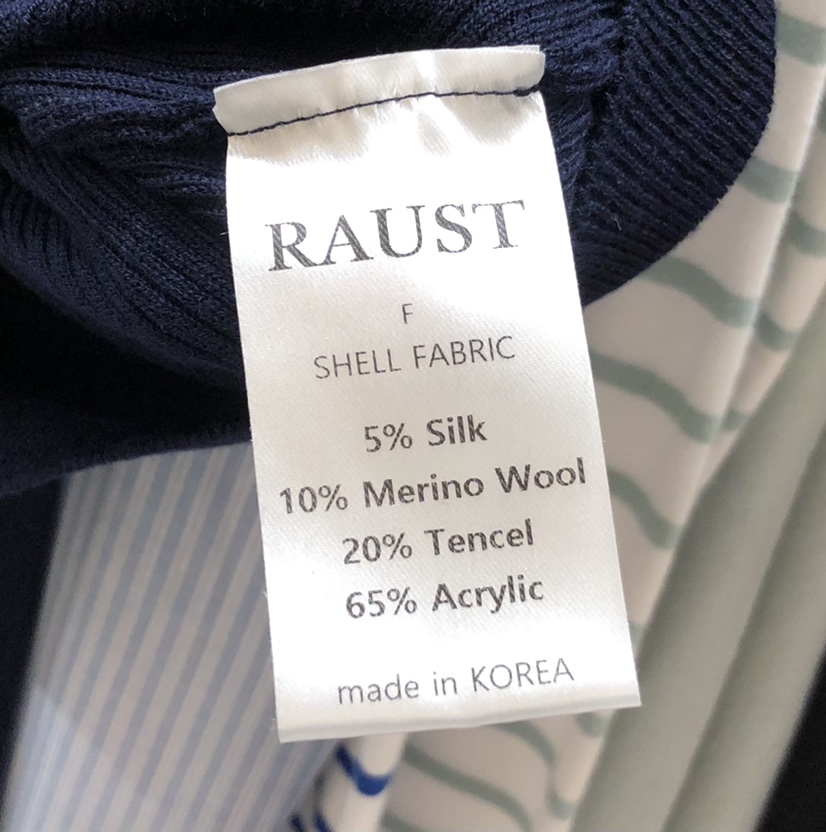 RAUST
F
SHELL FABRIC
5% Silk
10% Merino Wool
20% Tencel
65% Acrylic
made in KOREA